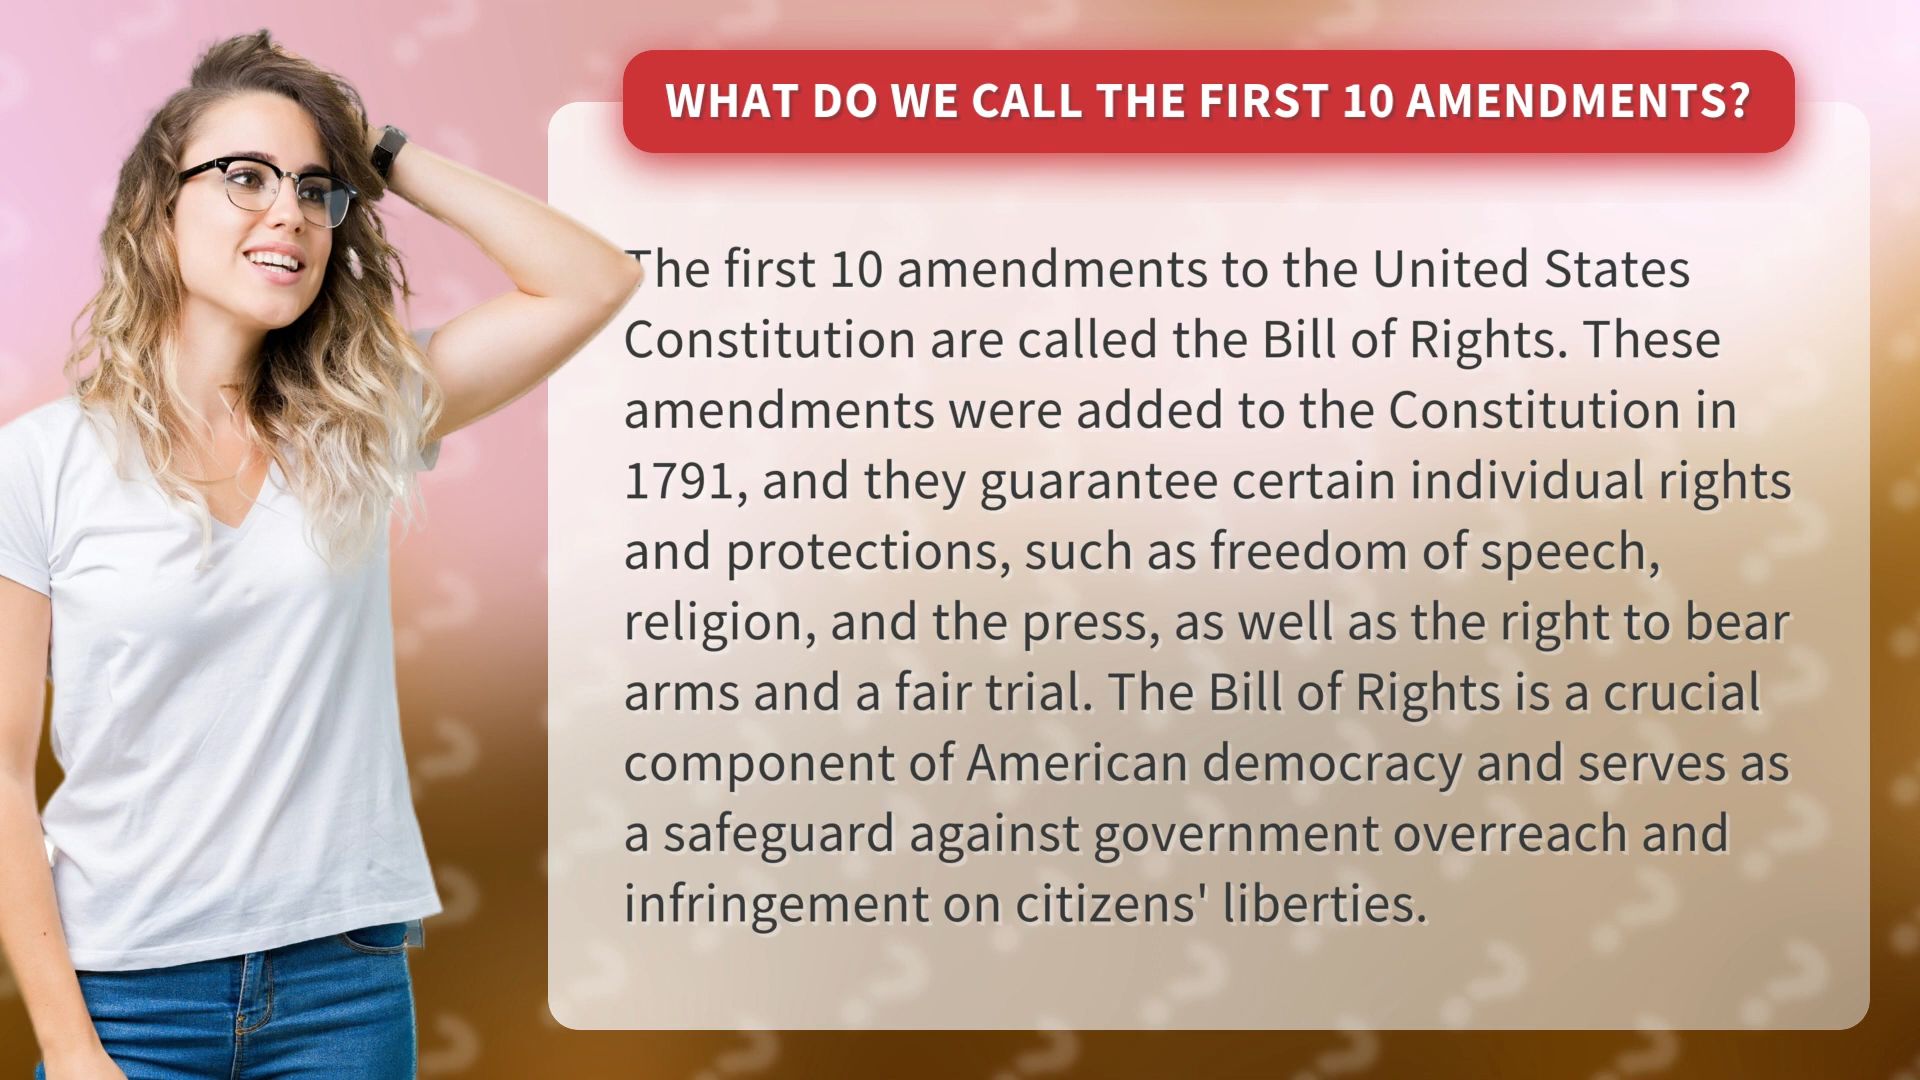 WHAT DO WE CALL THE FIRST 10 AMENDMENTS?
The first 10 amendments to the United States
Constitution are called the Bill of Rights. These
amendments were added to the Constitution in
1791, and they guarantee certain individual rights
and protections, such as freedom of speech,
religion, and the press, as well as the right to bear
arms and a fair trial. The Bill of Rights is a crucial
component of American democracy and serves as
a safeguard against government overreach and
infringement on citizens' liberties.